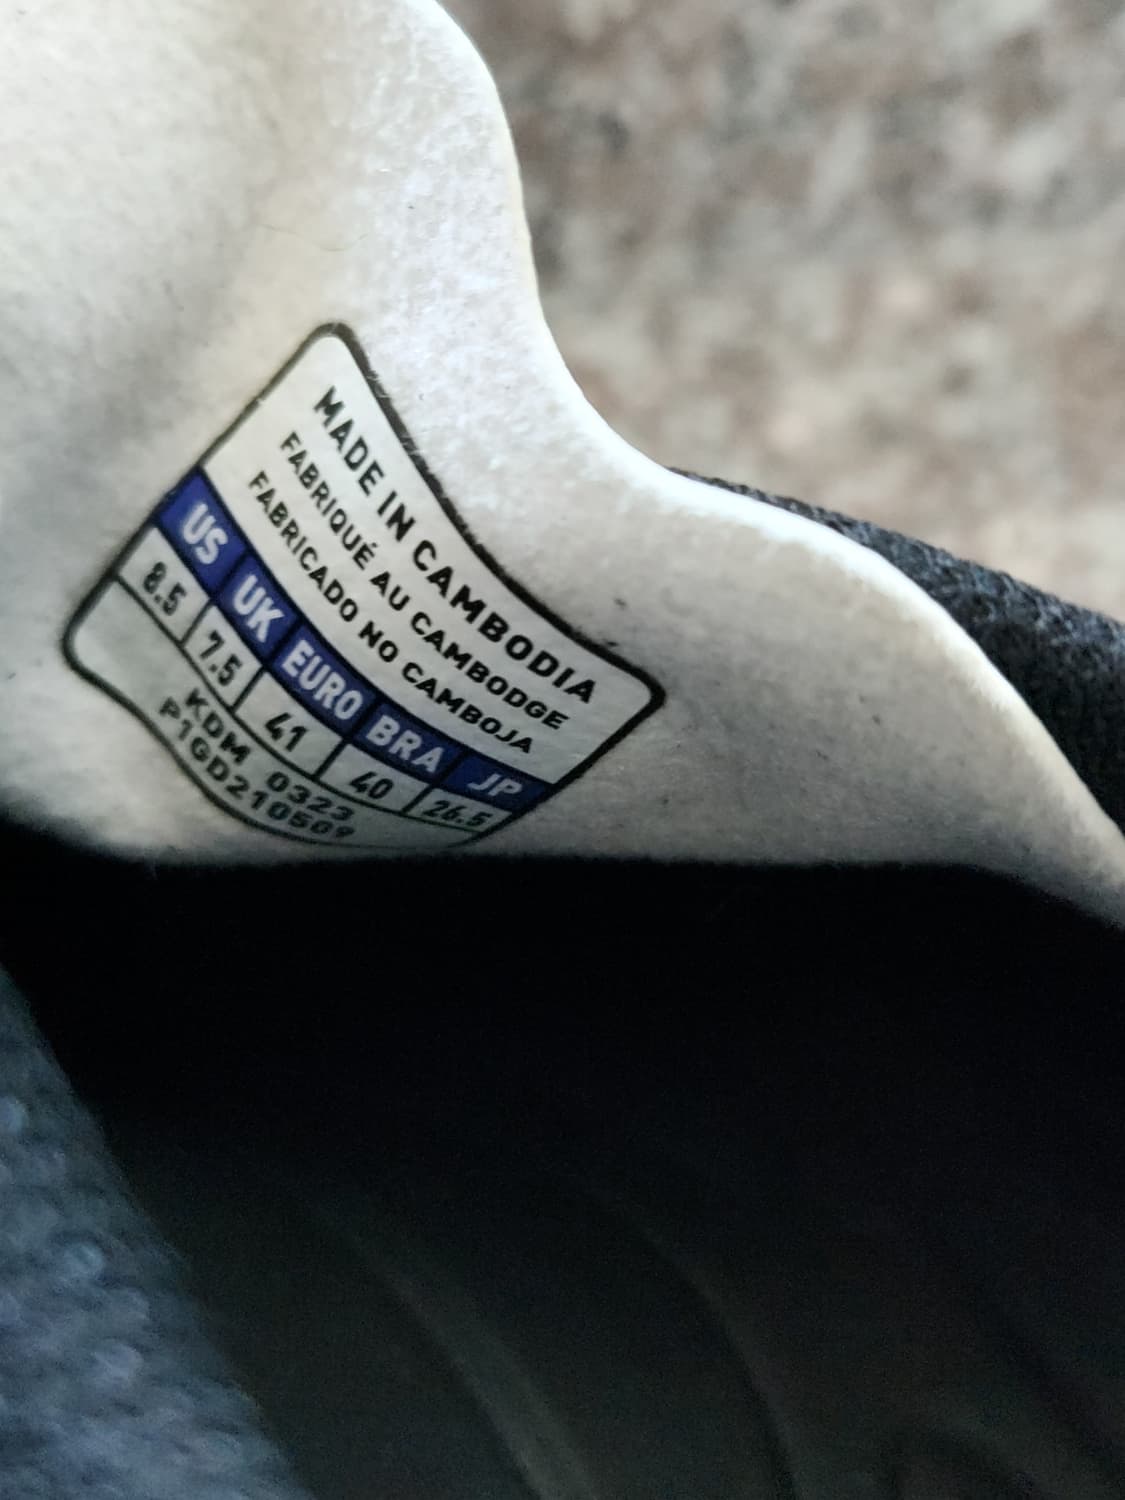 MADE IN CAMBODIA
FABRIQUÉ AU CAMBODGE
FABRICADO NO CAMBOJA
US UK EURO BRA JP
8.5 7.5 41 40 26.5
KDM 0323
P1GD210509